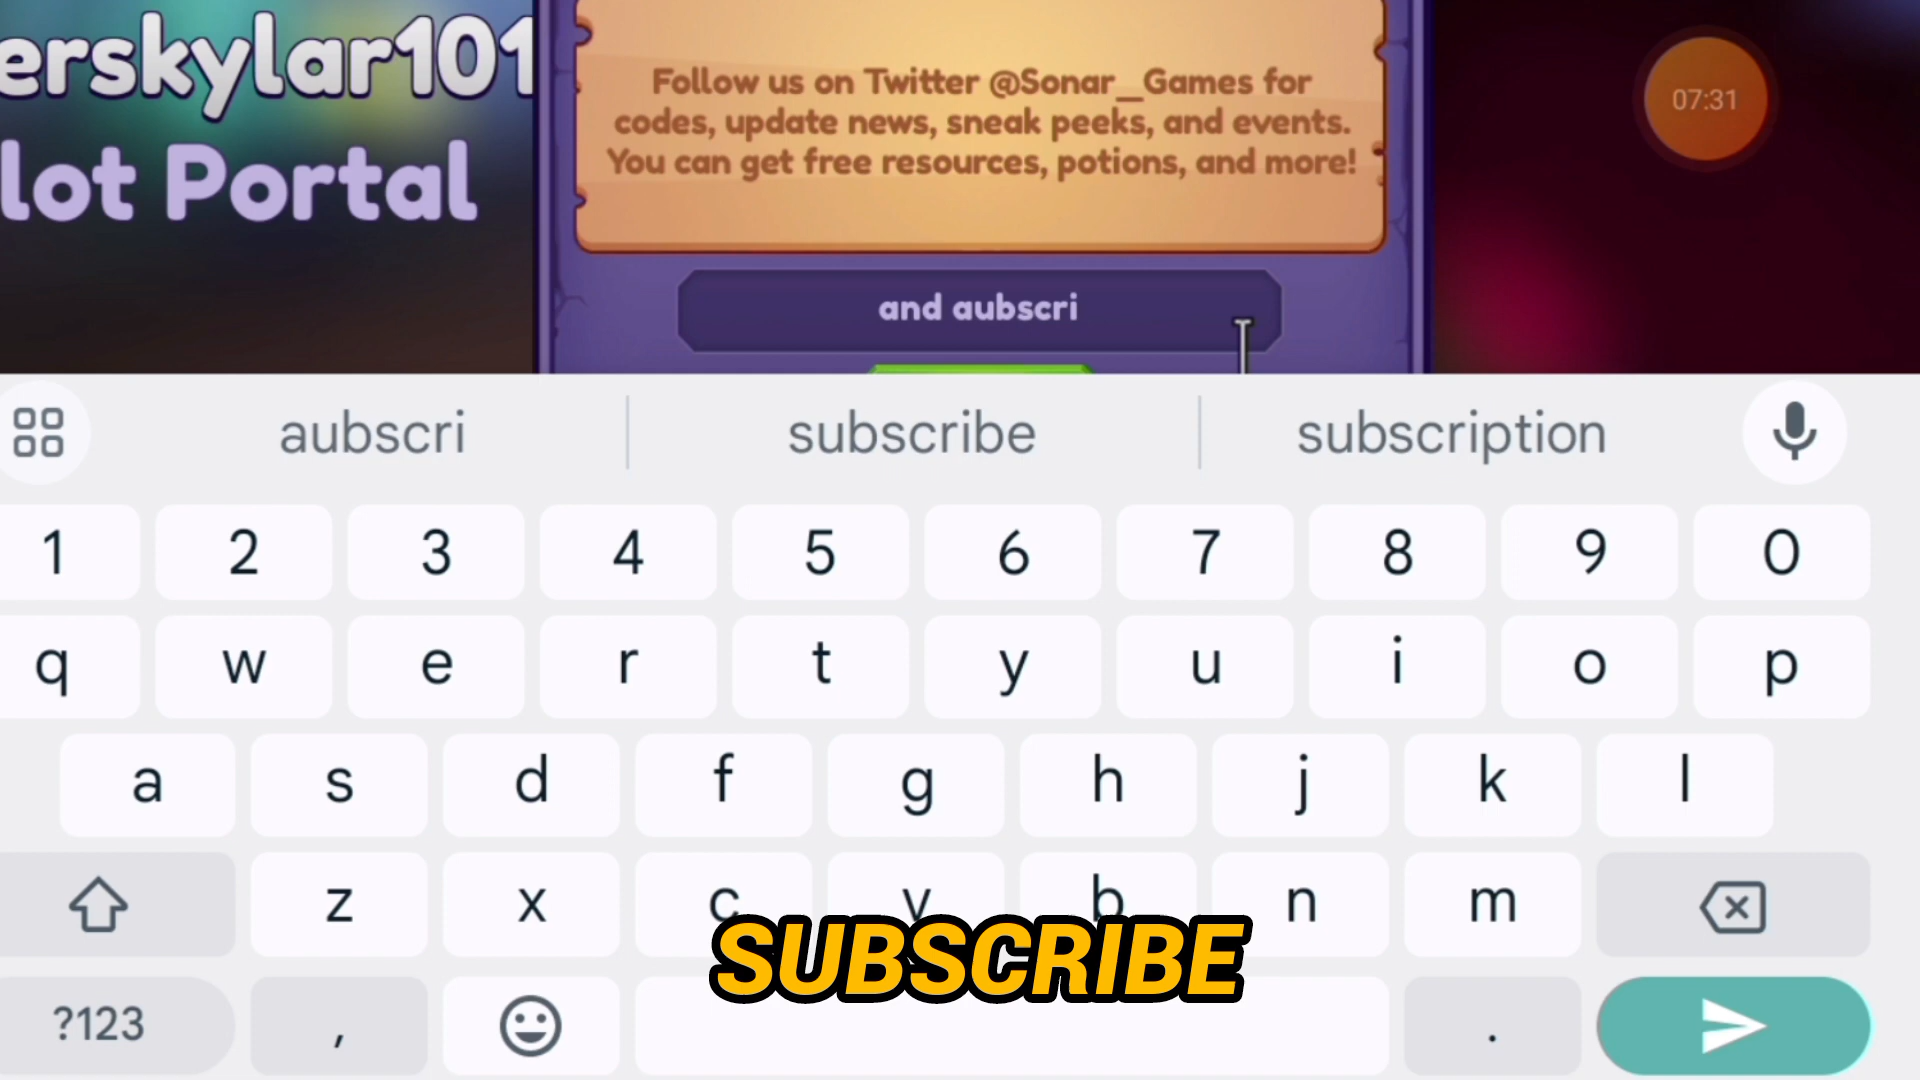 erskylar101
lot Portal
Follow us on Twitter @Sonar_Games for
codes, update news, sneak peeks, and events.
You can get free resources, potions, and more!
07:31
and aubscri
aubscri
subscribe
subscription
1 2 3 4 5 6 7 8 9 0
q w e r t y u i o p
a s d f g h j k l
z x c v b n m
SUBSCRIBE
?123 , .